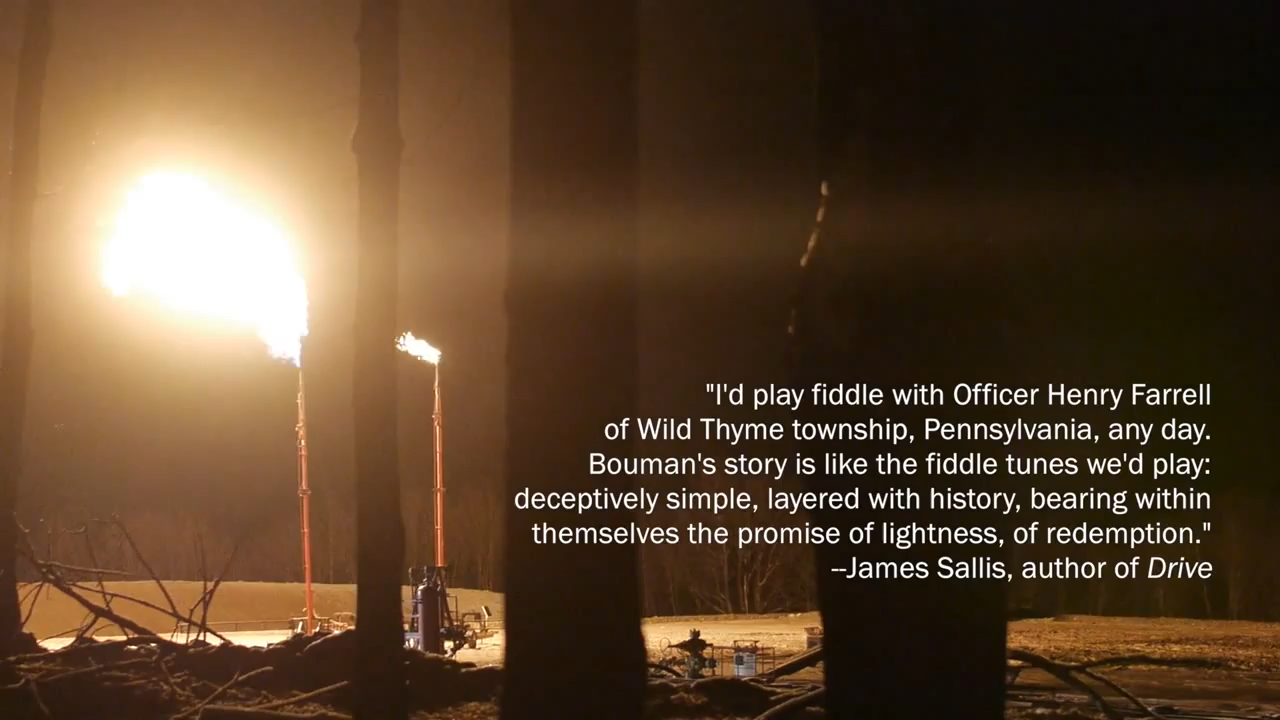 "I'd play fiddle with Officer Henry Farrell
of Wild Thyme township, Pennsylvania, any day.
Bouman's story is like the fiddle tunes we'd play:
deceptively simple, layered with history, bearing within
themselves the promise of lightness, of redemption."
--James Sallis, author of Drive